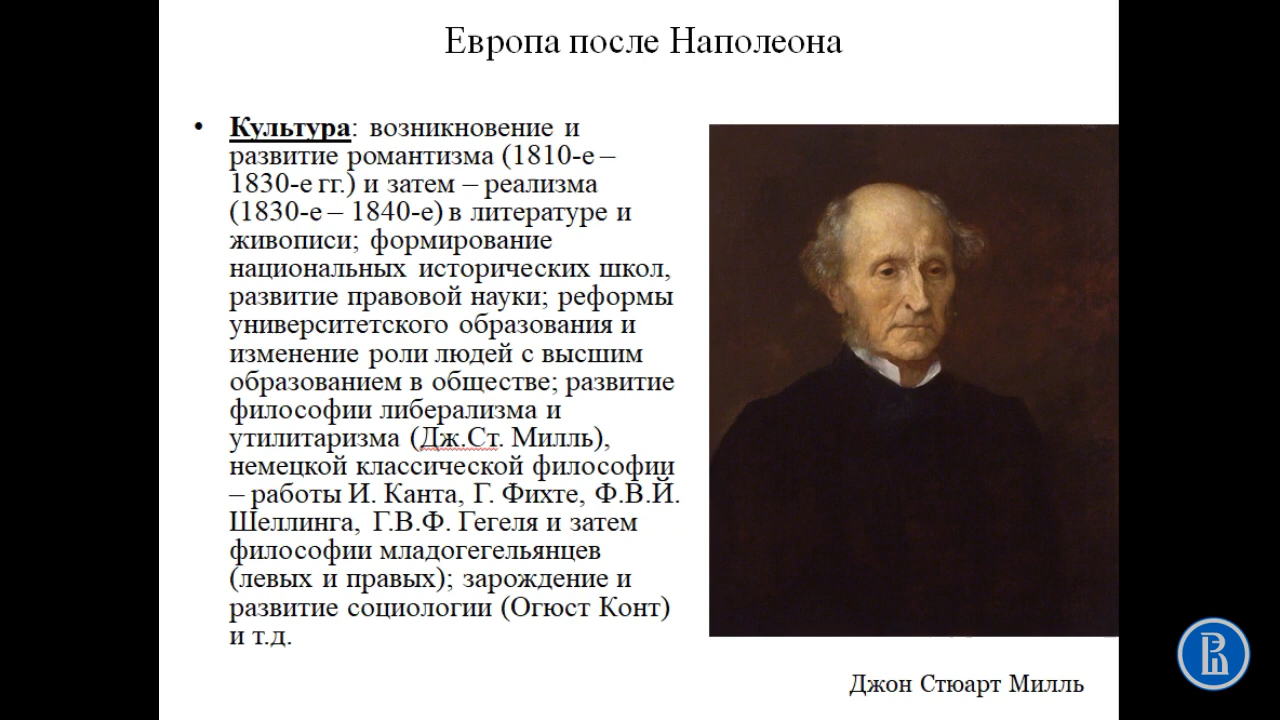 Европа после Наполеона
• Культура: возникновение и
развитие романтизма (1810-е –
1830-е гг.) и затем – реализма
(1830-е – 1840-е) в литературе и
живописи; формирование
национальных исторических школ,
развитие правовой науки; реформы
университетского образования и
изменение роли людей с высшим
образованием в обществе; развитие
философии либерализма и
утилитаризма (Дж.Ст. Милль),
немецкой классической философии
– работы И. Канта, Г. Фихте, Ф.В.Й.
Шеллинга, Г.В.Ф. Гегеля и затем
философии младогегельянцев
(левых и правых); зарождение и
развитие социологии (Огюст Конт)
и т.д.
Джон Стюарт Милль